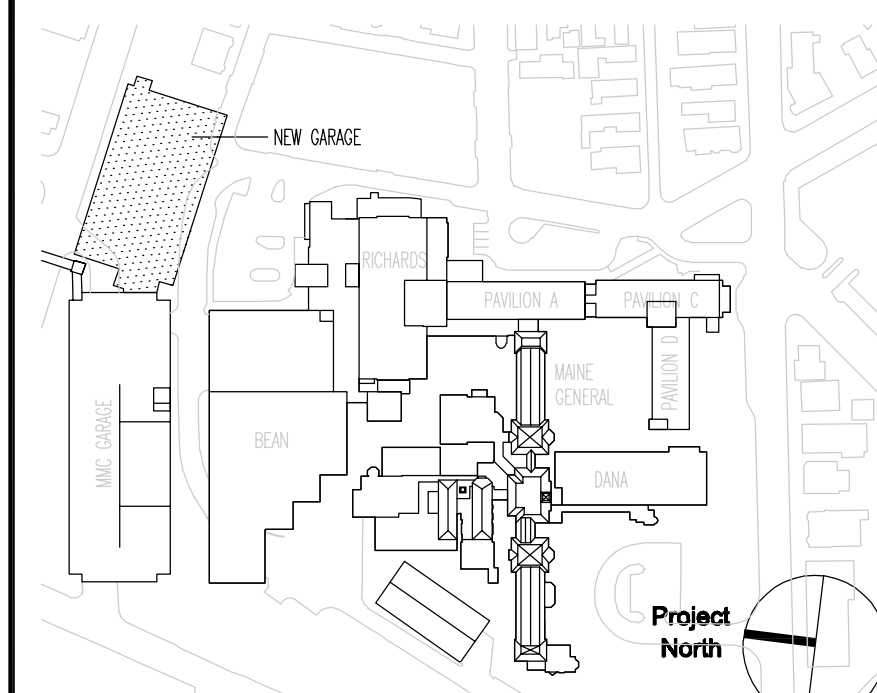 NEW GARAGE
RICHARDS
PAVILION A
PAVILION C
MAINE
GENERAL
PAVILION D
MMC GARAGE
BEAN
DANA
Project
North